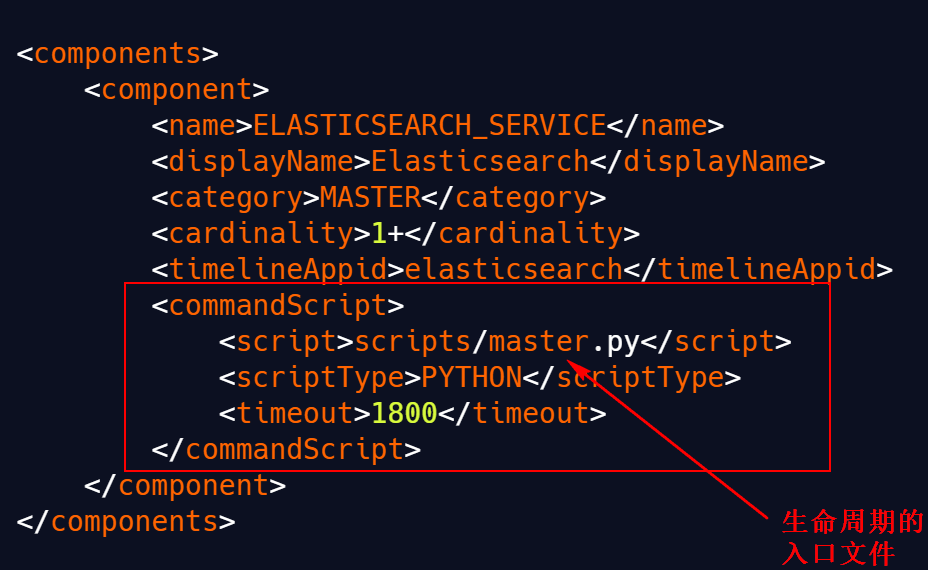 <components>
    <component>
        <name>ELASTICSEARCH_SERVICE</name>
        <displayName>Elasticsearch</displayName>
        <category>MASTER</category>
        <cardinality>1+</cardinality>
        <timelineAppid>elasticsearch</timelineAppid>
        <commandScript>
            <script>scripts/master.py</script>
            <scriptType>PYTHON</scriptType>
            <timeout>1800</timeout>
        </commandScript>
    </component>
</components>
生命周期的
入口文件